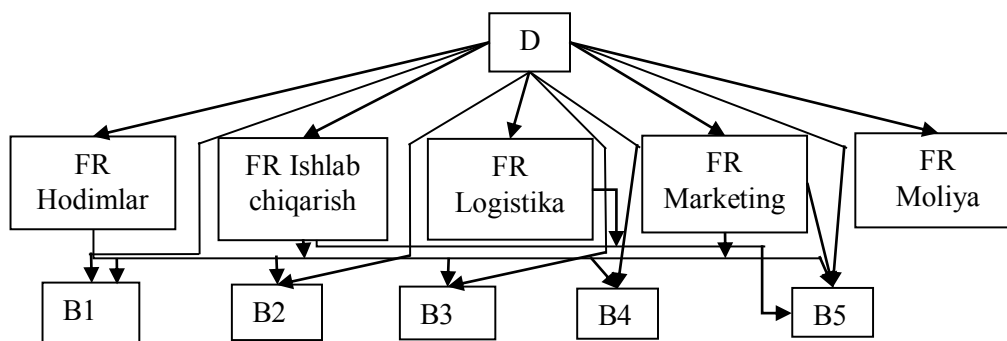 D
FR
Hodimlar
FR Ishlab
chiqarish
FR
Logistika
FR
Marketing
FR
Moliya
B1
B2
B3
B4
B5